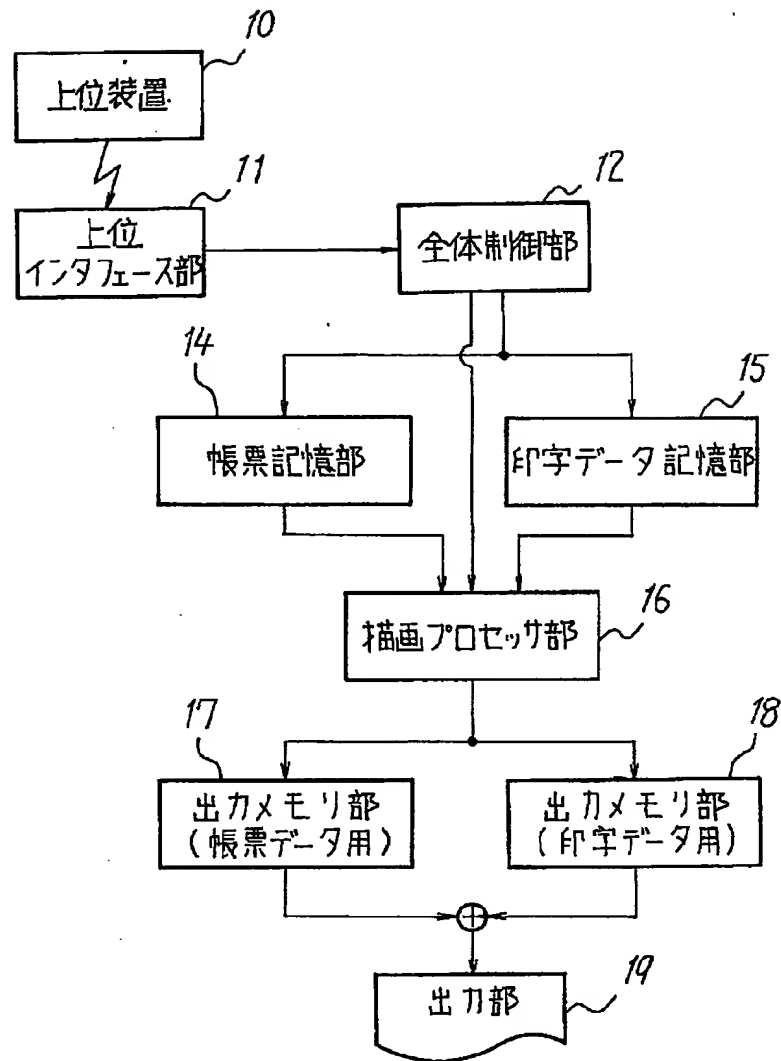 10
上位装置
11
上位
インタフェース部
12
全体制御部
14
帳票記憶部
15
印字データ記憶部
描画プロセッサ部
16
17
出力メモリ部
(帳票データ用)
18
出力メモリ部
(印字データ用)
出力部
19